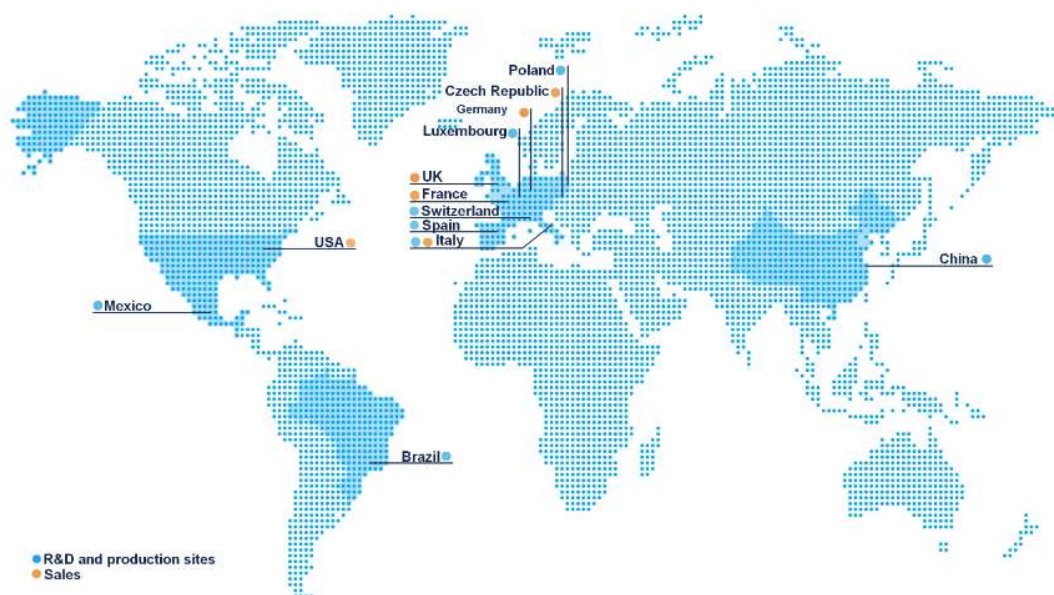 Poland
Czech Republic
Germany
Luxembourg
UK
France
Switzerland
Spain
Italy
USA
China
Mexico
Brazil
R&D and production sites
Sales